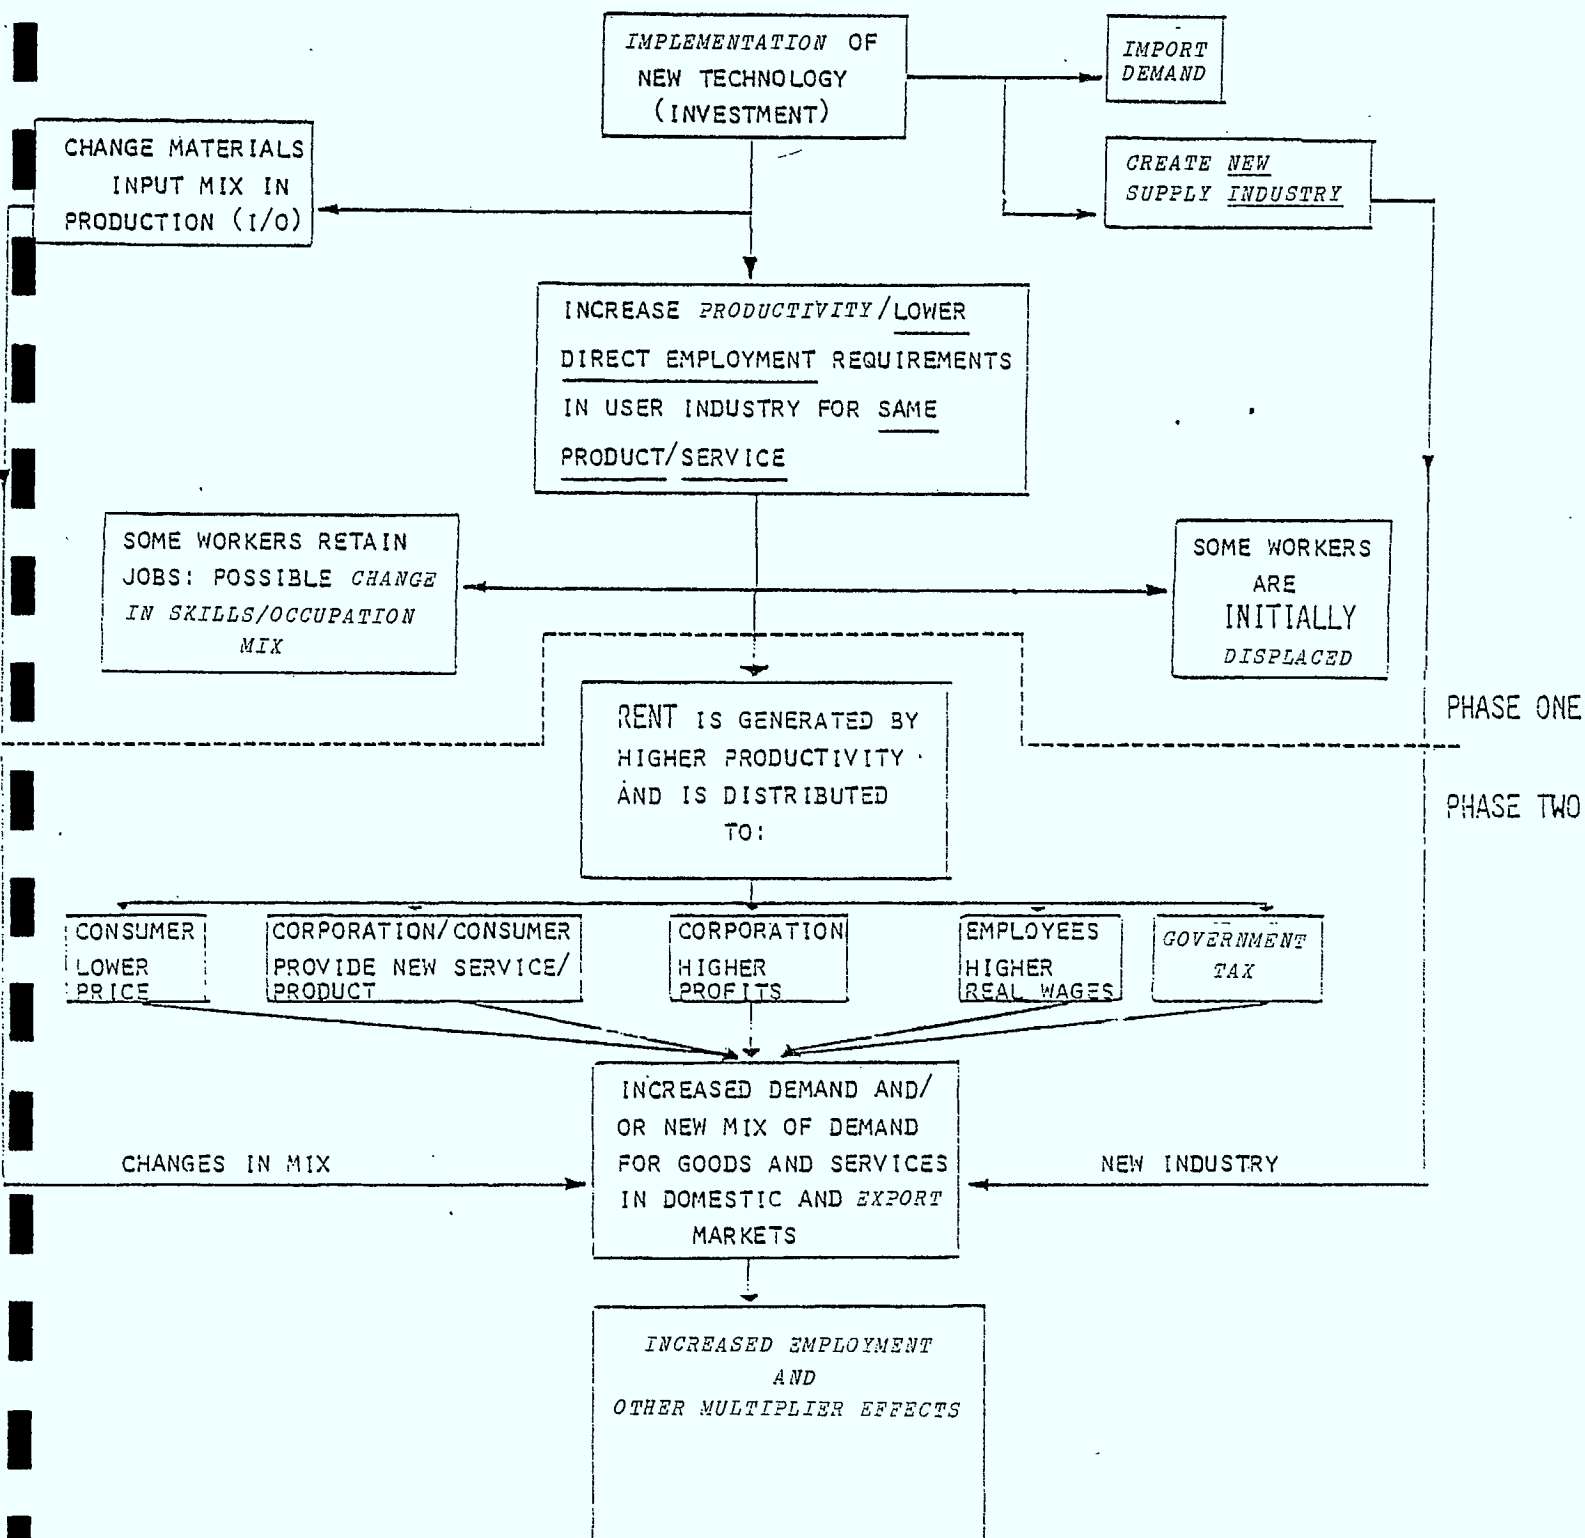 IMPLEMENTATION OF
NEW TECHNOLOGY
(INVESTMENT)
IMPORT
DEMAND
CHANGE MATERIALS
INPUT MIX IN
PRODUCTION (I/O)
CREATE NEW
SUPPLY INDUSTRY
INCREASE PRODUCTIVITY/LOWER
DIRECT EMPLOYMENT REQUIREMENTS
IN USER INDUSTRY FOR SAME
PRODUCT/SERVICE
SOME WORKERS RETAIN
JOBS: POSSIBLE CHANGE
IN SKILLS/OCCUPATION
MIX
SOME WORKERS
ARE
INITIALLY
DISPLACED
PHASE ONE
RENT IS GENERATED BY
HIGHER PRODUCTIVITY
AND IS DISTRIBUTED
TO:
PHASE TWO
CONSUMER
LOWER
PRICE
CORPORATION/CONSUMER
PROVIDE NEW SERVICE/
PRODUCT
CORPORATION
HIGHER
PROFITS
EMPLOYEES
HIGHER
REAL WAGES
GOVERNMENT
TAX
INCREASED DEMAND AND/
OR NEW MIX OF DEMAND
FOR GOODS AND SERVICES
IN DOMESTIC AND EXPORT
MARKETS
CHANGES IN MIX
NEW INDUSTRY
INCREASED EMPLOYMENT
AND
OTHER MULTIPLIER EFFECTS